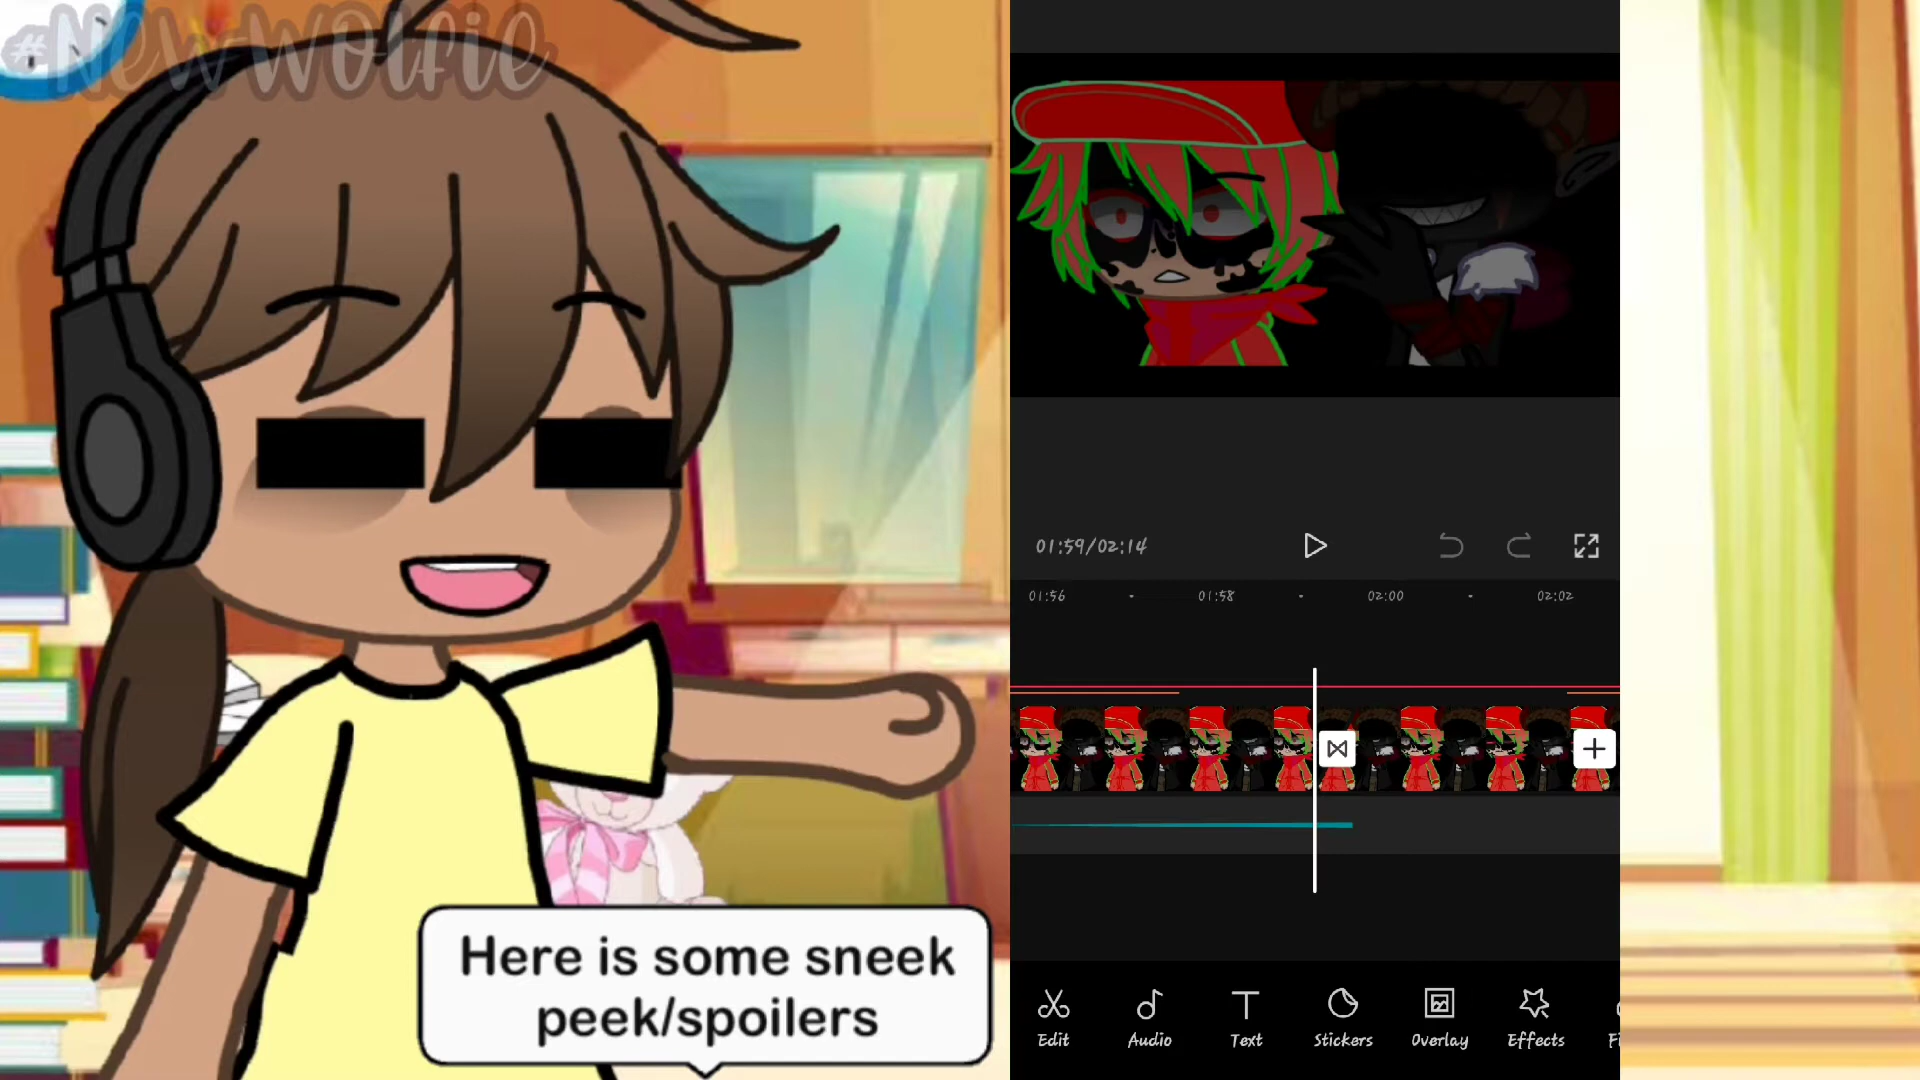 #Newwolfie
Here is some sneek
peek/spoilers
01:59/02:14
01:56
01:58
02:00
02:02
Edit
Audio
Text
Stickers
Overlay
Effects